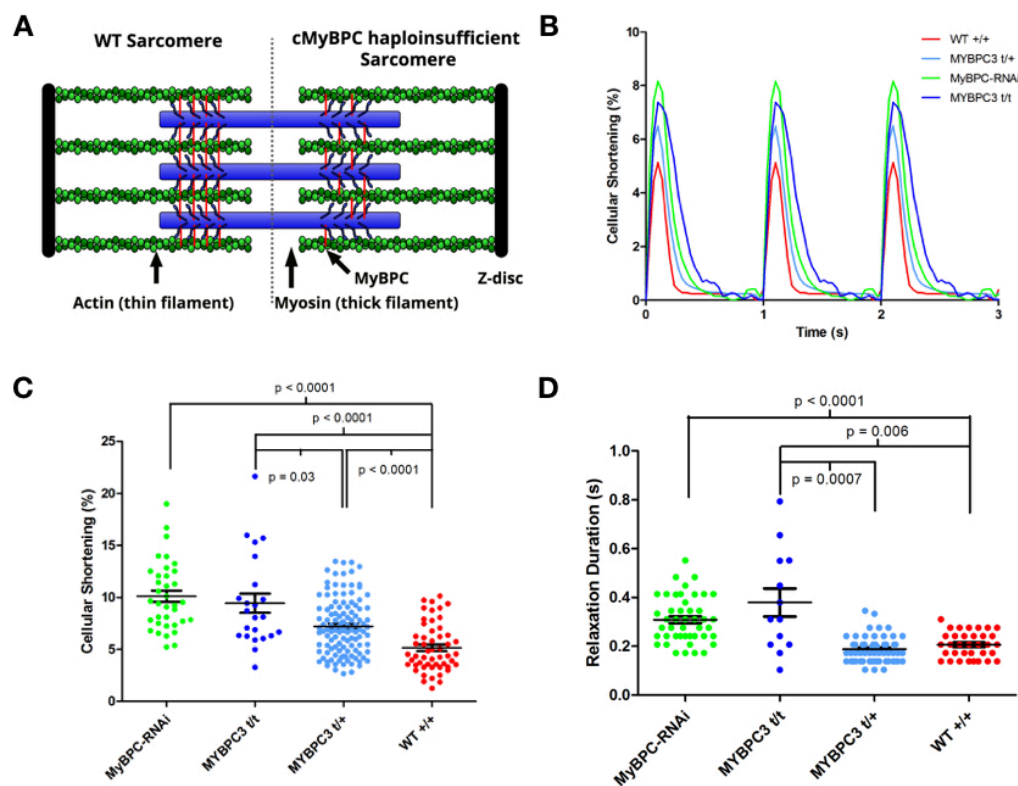 A
WT Sarcomere
cMyBPC haploinsufficient
Sarcomere
Actin (thin filament)
MyBPC
Myosin (thick filament)
Z-disc
B
WT +/+
MYBPC3 t/+
MyBPC-RNAi
MYBPC3 t/t
Cellular Shortening (%)
10
8
6
4
2
0
0
1
2
3
Time (s)
C
p < 0.0001
p < 0.0001
p = 0.03
p < 0.0001
Cellular Shortening (%)
25
20
15
10
5
0
MyBPC-RNAi
MYBPC3 t/t
MYBPC3 t/+
WT +/+
D
p < 0.0001
p = 0.006
p = 0.0007
Relaxation Duration (s)
1.0
0.8
0.6
0.4
0.2
0.0
MyBPC-RNAi
MYBPC3 t/t
MYBPC3 t/+
WT +/+